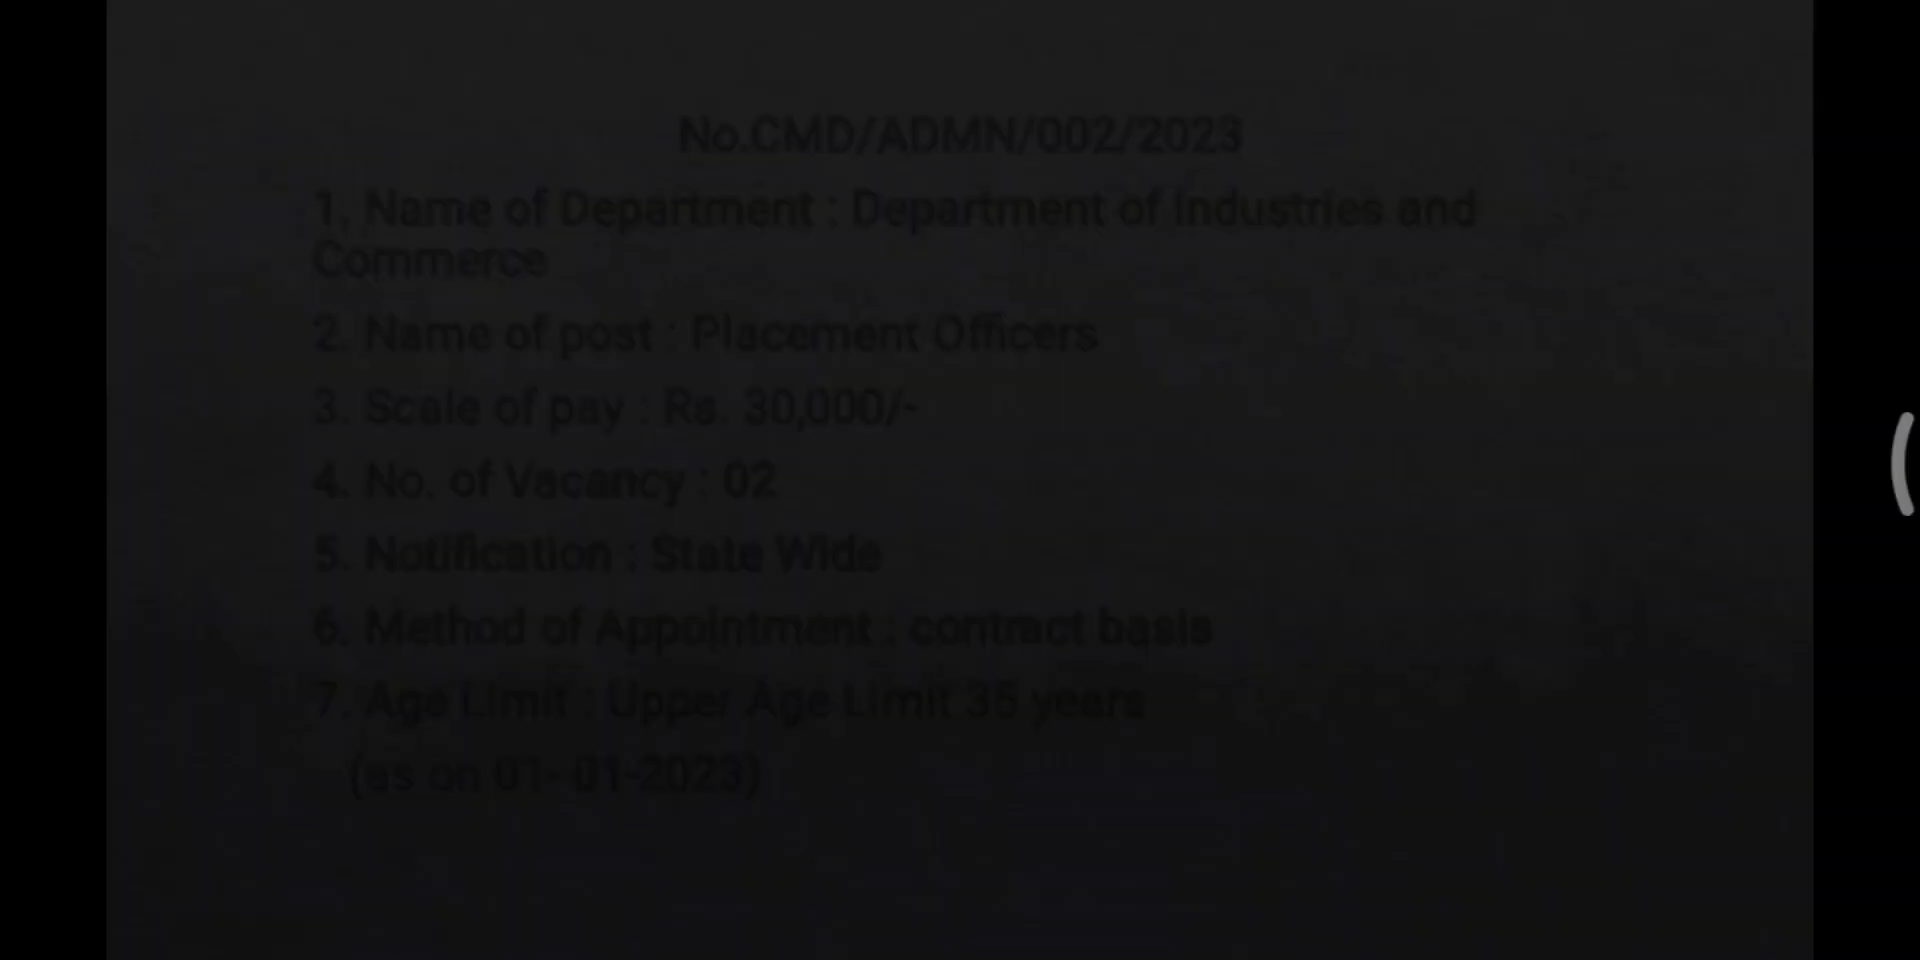 No.CMD/ADMN/002/2023
1. Name of Department : Department of Industries and
Commerce
2. Name of post : Placement Officers
3. Scale of pay : Rs. 30,000/-
4. No. of Vacancy : 02
5. Notification : State Wide
6. Method of Appointment : contract basis
7. Age Limit : Upper Age Limit 35 years
(as on 01- 01-2023)